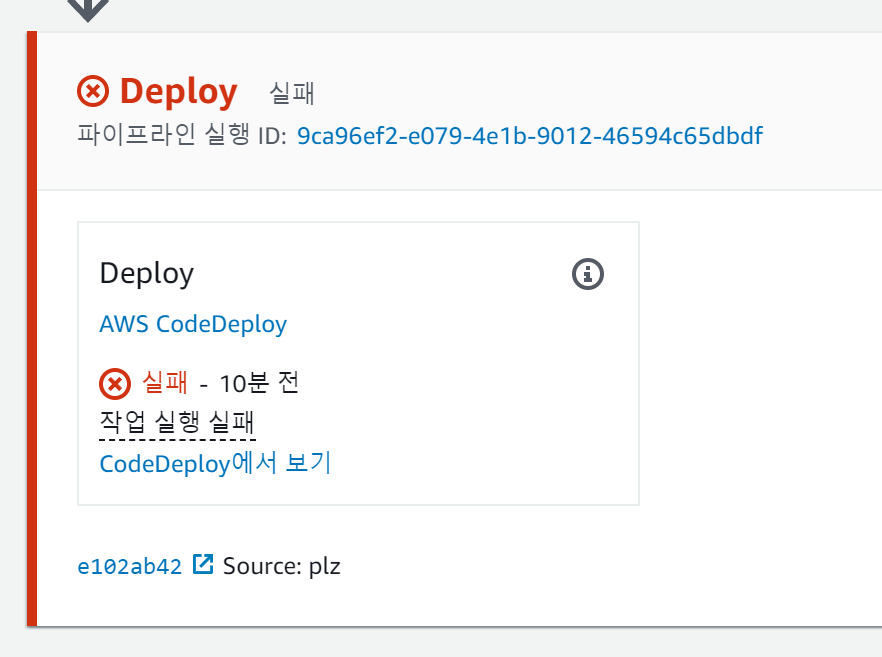 Deploy 실패
파이프라인 실행 ID: 9ca96ef2-e079-4e1b-9012-46594c65dbdf
Deploy
AWS CodeDeploy
실패 - 10분 전
작업 실행 실패
CodeDeploy에서 보기
e102ab42 Source: plz